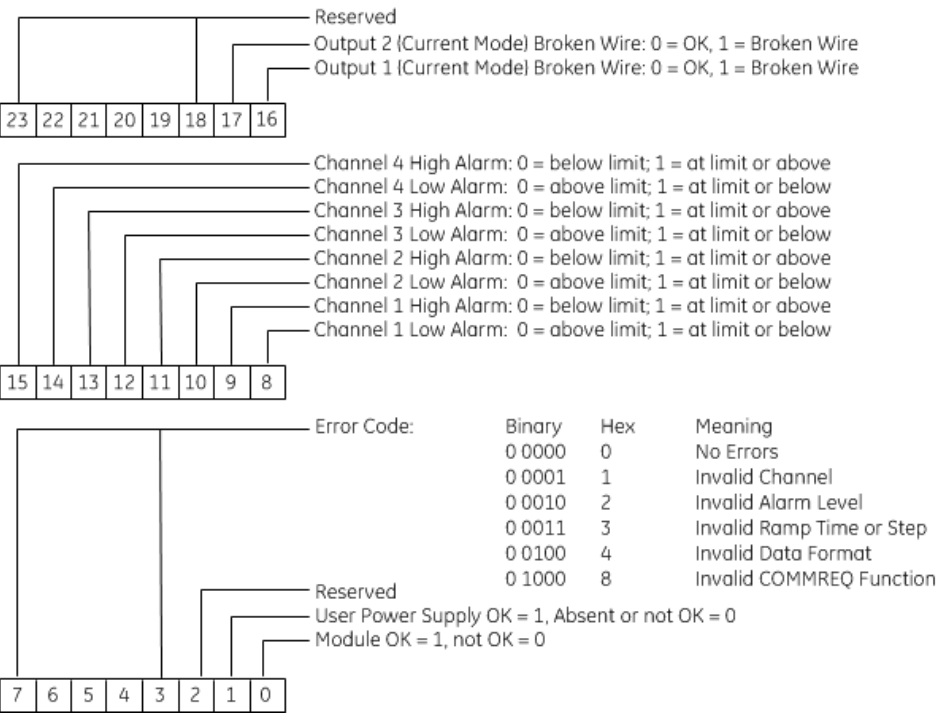 Reserved
Output 2 (Current Mode) Broken Wire: 0 = OK, 1 = Broken Wire
Output 1 (Current Mode) Broken Wire: 0 = OK, 1 = Broken Wire
23 22 21 20 19 18 17 16
Channel 4 High Alarm: 0 = below limit; 1 = at limit or above
Channel 4 Low Alarm: 0 = above limit; 1 = at limit or below
Channel 3 High Alarm: 0 = below limit; 1 = at limit or above
Channel 3 Low Alarm: 0 = above limit; 1 = at limit or below
Channel 2 High Alarm: 0 = below limit; 1 = at limit or above
Channel 2 Low Alarm: 0 = above limit; 1 = at limit or below
Channel 1 High Alarm: 0 = below limit; 1 = at limit or above
Channel 1 Low Alarm: 0 = above limit; 1 = at limit or below
15 14 13 12 11 10 9 8
Error Code: Binary Hex Meaning
0 0000 0 No Errors
0 0001 1 Invalid Channel
0 0010 2 Invalid Alarm Level
0 0011 3 Invalid Ramp Time or Step
0 0100 4 Invalid Data Format
0 1000 8 Invalid COMMREQ Function
Reserved
User Power Supply OK = 1, Absent or not OK = 0
Module OK = 1, not OK = 0
7 6 5 4 3 2 1 0